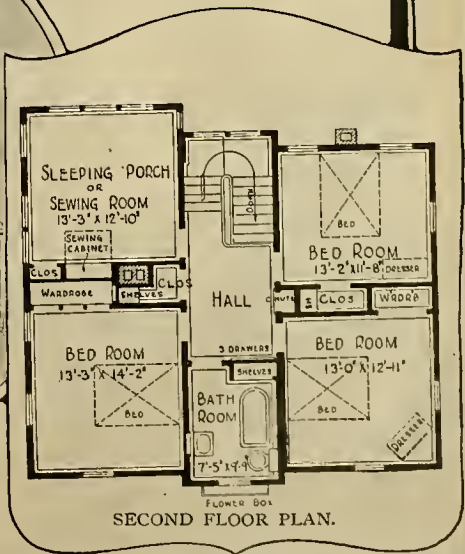 SLEEPING PORCH
OR
SEWING ROOM
13'-3" X 12'-10"
SEWING
CABINET
CLOS
WARDROBE
SHELVES
CLOS
BED ROOM
13'-3" X 14'-2"
BED
DOWN
HALL
3 DRAWERS
SHELVES
BATH
ROOM
7'-5" X 9'-9"
FLOWER BOX
BED
BED ROOM
13'-2" X 11'-8"
DRESSER
CHUTE
CLOS
WRDRB
BED ROOM
13'-0" X 12'-11"
BED
DRESSER
SECOND FLOOR PLAN.